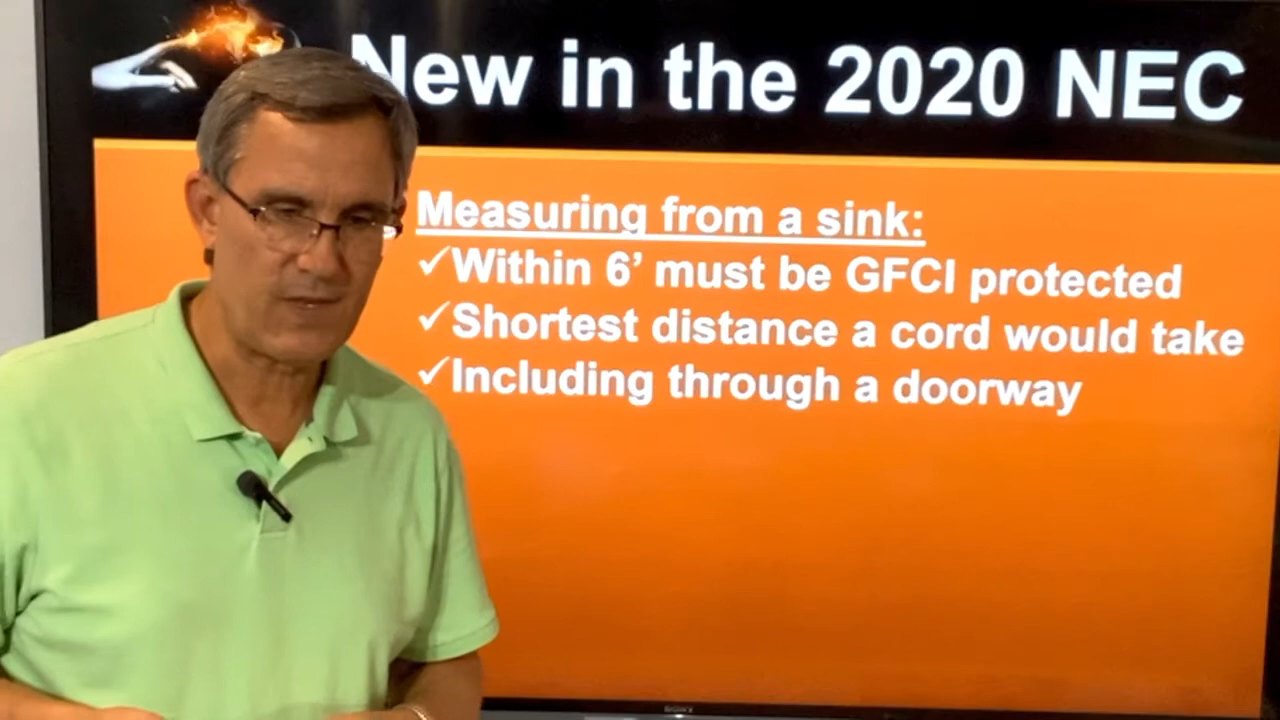 New in the 2020 NEC
Measuring from a sink:
✓Within 6’ must be GFCI protected
✓Shortest distance a cord would take
✓Including through a doorway
SONY